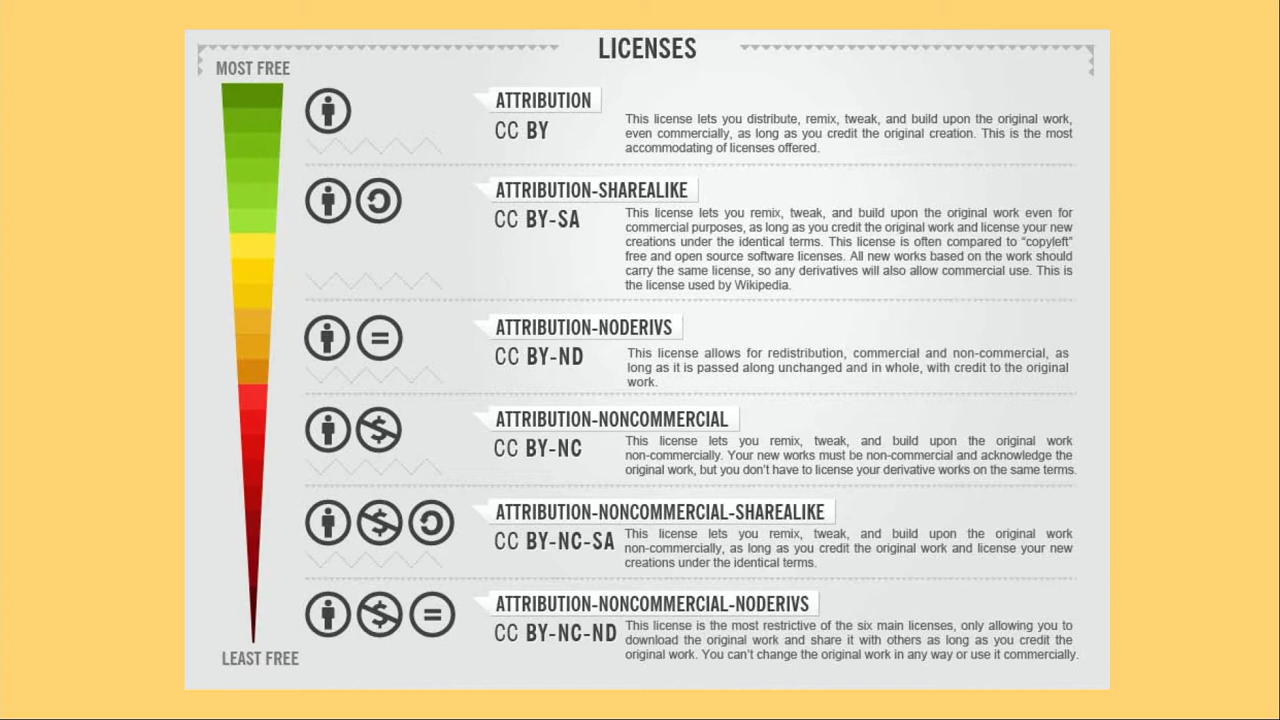 LICENSES
MOST FREE
ATTRIBUTION
CC BY
This license lets you distribute, remix, tweak, and build upon the original work,
even commercially, as long as you credit the original creation. This is the most
accommodating of licenses offered.
ATTRIBUTION-SHAREALIKE
CC BY-SA
This license lets you remix, tweak, and build upon the original work even for
commercial purposes, as long as you credit the original work and license your new
creations under the identical terms. This license is often compared to “copyleft”
free and open source software licenses. All new works based on the work should
carry the same license, so any derivatives will also allow commercial use. This is
the license used by Wikipedia.
ATTRIBUTION-NODERIVS
CC BY-ND
This license allows for redistribution, commercial and non-commercial, as
long as it is passed along unchanged and in whole, with credit to the original
work.
ATTRIBUTION-NONCOMMERCIAL
CC BY-NC
This license lets you remix, tweak, and build upon the original work
non-commercially. Your new works must be non-commercial and acknowledge the
original work, but you don’t have to license your derivative works on the same terms.
ATTRIBUTION-NONCOMMERCIAL-SHAREALIKE
CC BY-NC-SA
This license lets you remix, tweak, and build upon the original work
non-commercially, as long as you credit the original work and license your new
creations under the identical terms.
ATTRIBUTION-NONCOMMERCIAL-NODERIVS
CC BY-NC-ND
This license is the most restrictive of the six main licenses, only allowing you to
download the original work and share it with others as long as you credit the
original work. You can’t change the original work in any way or use it commercially.
LEAST FREE